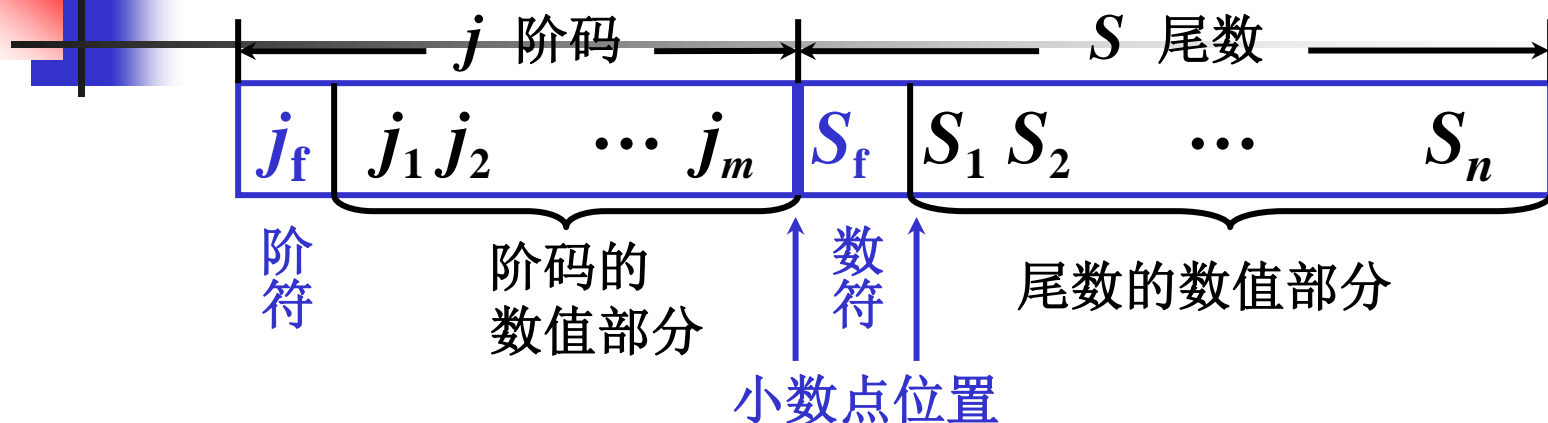 j 阶码 S 尾数
jf j1 j2 … jm Sf S1 S2 … Sn
阶符
阶码的
数值部分
数符
尾数的数值部分
小数点位置